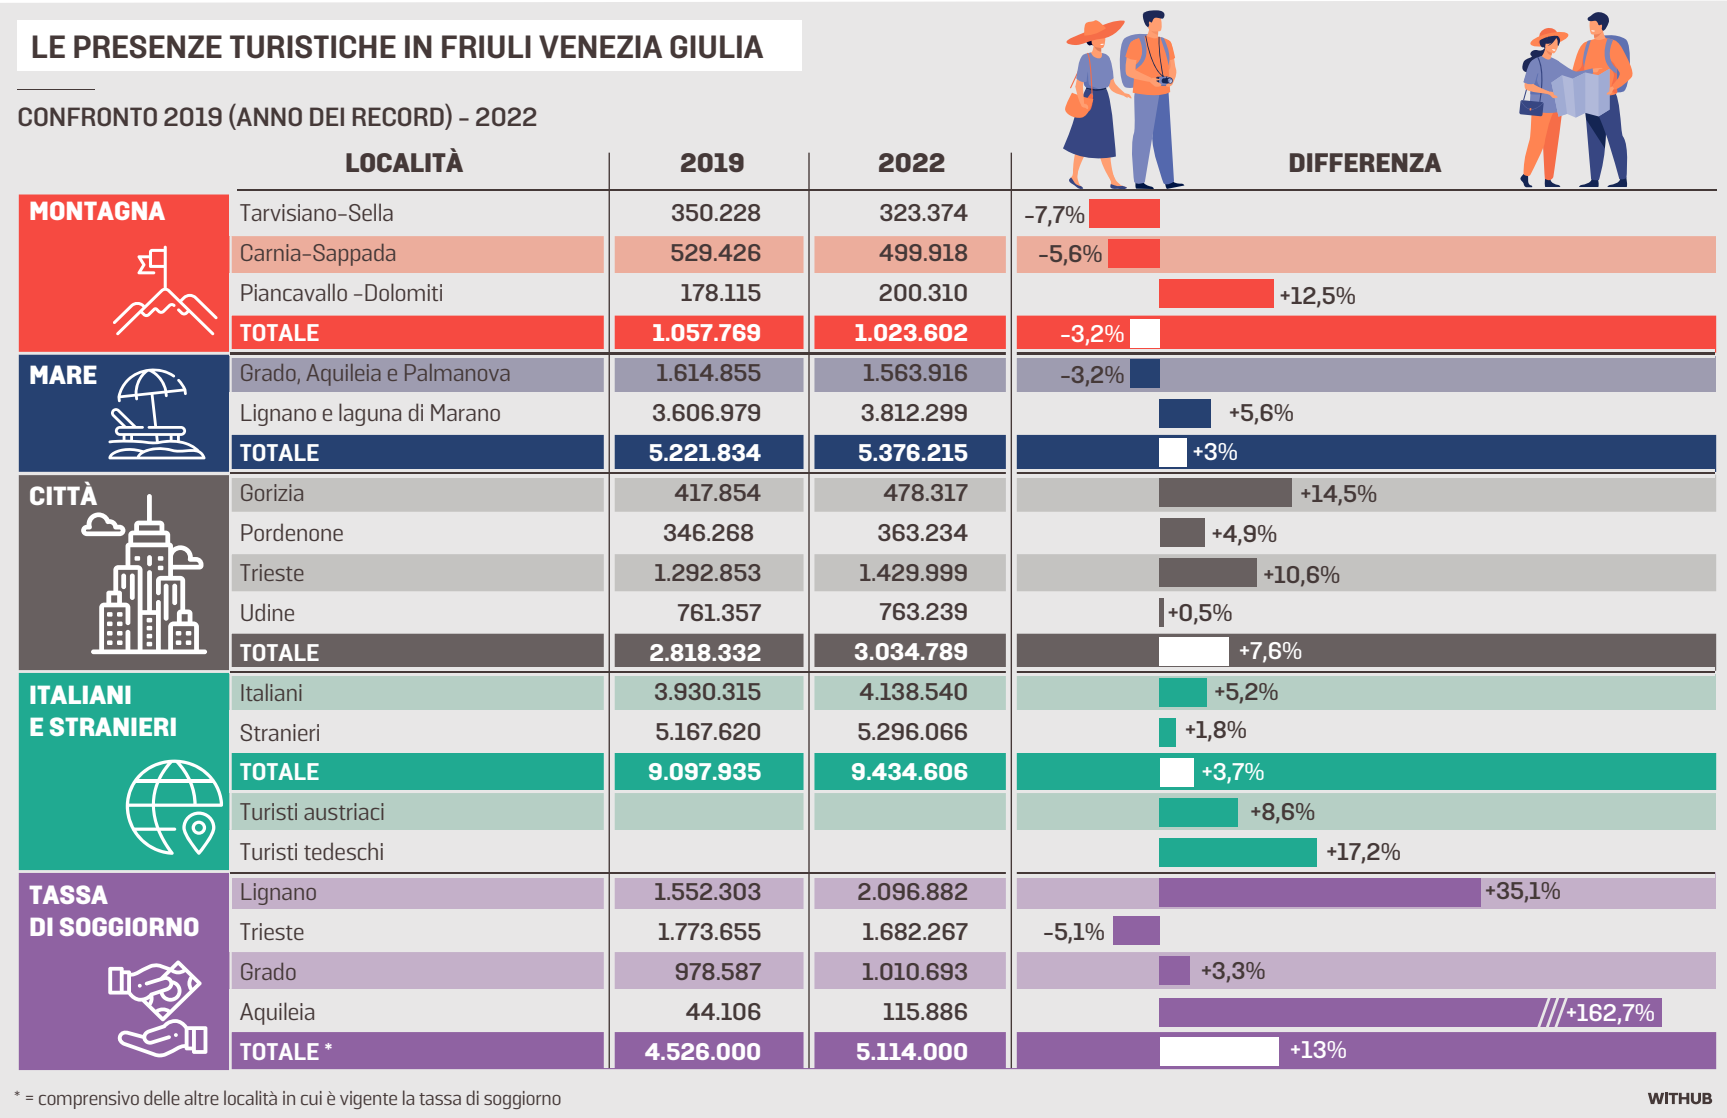 LE PRESENZE TURISTICHE IN FRIULI VENEZIA GIULIA
CONFRONTO 2019 (ANNO DEI RECORD) - 2022
LOCALITÀ 2019 2022 DIFFERENZA
MONTAGNA
Tarvisiano-Sella 350.228 323.374 -7,7%
Carnia-Sappada 529.426 499.918 -5,6%
Piancavallo -Dolomiti 178.115 200.310 +12,5%
TOTALE 1.057.769 1.023.602 -3,2%
MARE
Grado, Aquileia e Palmanova 1.614.855 1.563.916 -3,2%
Lignano e laguna di Marano 3.606.979 3.812.299 +5,6%
TOTALE 5.221.834 5.376.215 +3%
CITTÀ
Gorizia 417.854 478.317 +14,5%
Pordenone 346.268 363.234 +4,9%
Trieste 1.292.853 1.429.999 +10,6%
Udine 761.357 763.239 +0,5%
TOTALE 2.818.332 3.034.789 +7,6%
ITALIANI
E STRANIERI
Italiani 3.930.315 4.138.540 +5,2%
Stranieri 5.167.620 5.296.066 +1,8%
TOTALE 9.097.935 9.434.606 +3,7%
Turisti austriaci +8,6%
Turisti tedeschi +17,2%
TASSA
DI SOGGIORNO
Lignano 1.552.303 2.096.882 +35,1%
Trieste 1.773.655 1.682.267 -5,1%
Grado 978.587 1.010.693 +3,3%
Aquileia 44.106 115.886 +162,7%
TOTALE * 4.526.000 5.114.000 +13%
* = comprensivo delle altre località in cui è vigente la tassa di soggiorno
WITHUB